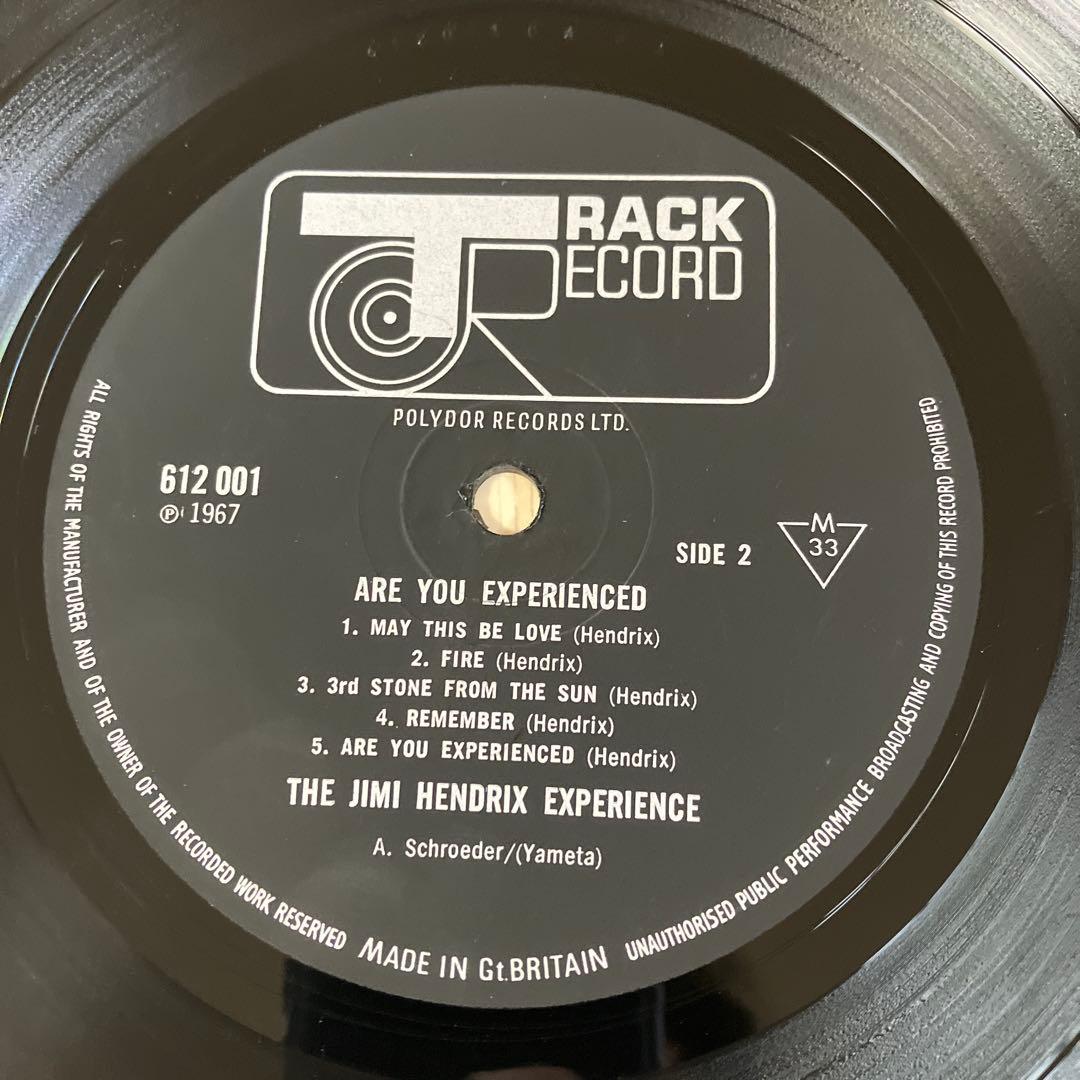 TRACK
RECORD
POLYDOR RECORDS LTD.
612 001
℗ 1967
SIDE 2
M
33
ARE YOU EXPERIENCED
1. MAY THIS BE LOVE (Hendrix)
2. FIRE (Hendrix)
3. 3rd STONE FROM THE SUN (Hendrix)
4. REMEMBER (Hendrix)
5. ARE YOU EXPERIENCED (Hendrix)
THE JIMI HENDRIX EXPERIENCE
A. Schroeder/(Yameta)
ALL RIGHTS OF THE MANUFACTURER AND OF THE OWNER OF THE RECORDED WORK RESERVED
MADE IN Gt.BRITAIN
UNAUTHORISED PUBLIC PERFORMANCE BROADCASTING AND COPYING OF THIS RECORD PROHIBITED